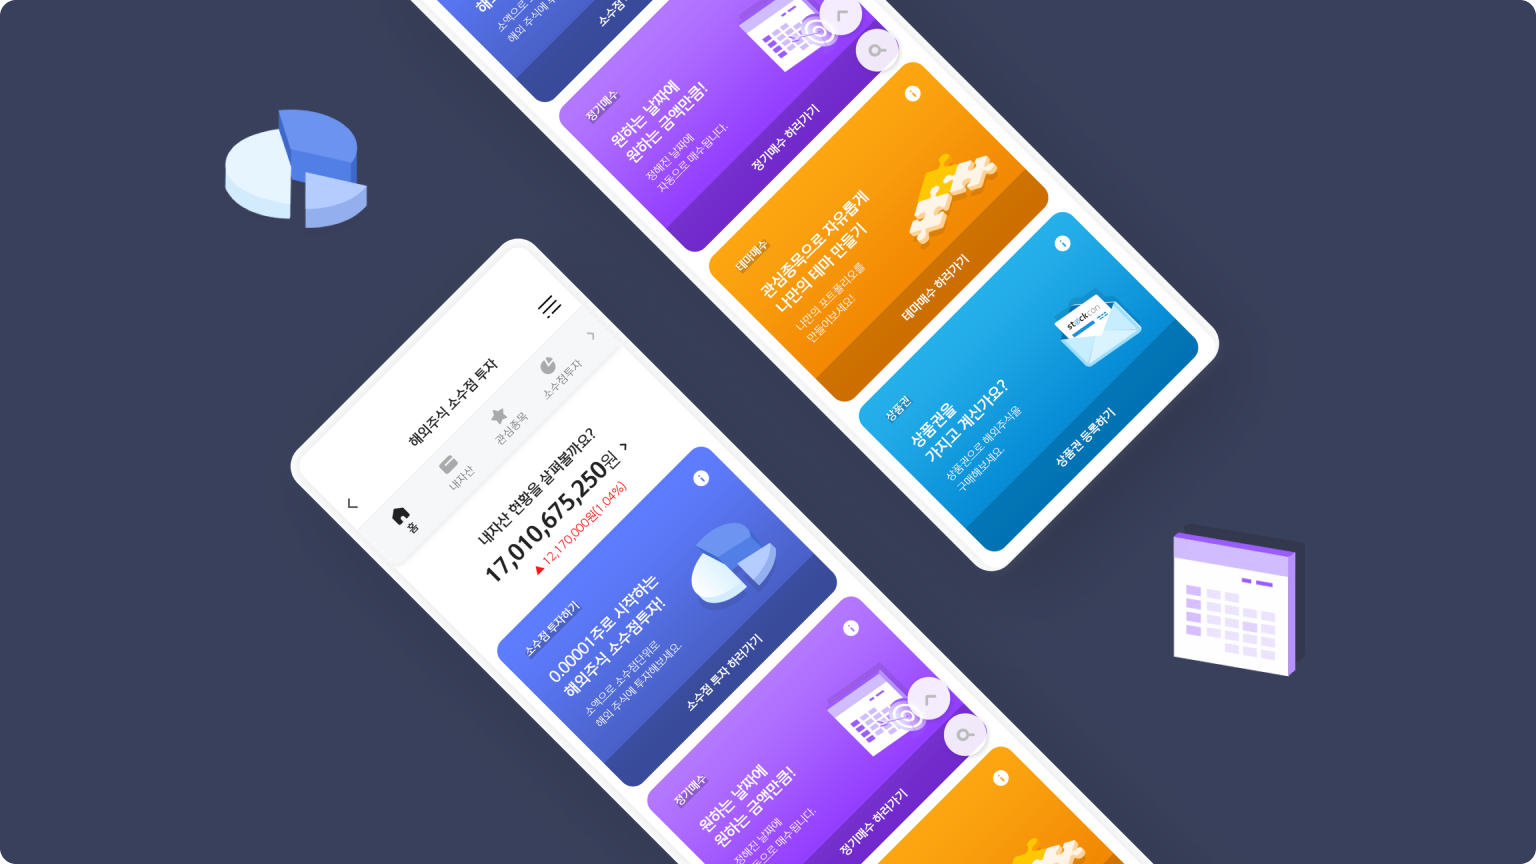 해외주식 소수점 투자
홈
내자산
관심종목
소수점투자
내자산 현황을 살펴볼까요?
17,010,675,250원
▲ 12,170,000원(1.04%)
소수점 투자하기
0.00001주로 시작하는
해외주식 소수점투자!
소액으로 소수점단위로
해외 주식에 투자해보세요.
소수점 투자 하러가기
정기매수
원하는 날짜에
원하는 금액만큼!
정해진 날짜에
자동으로 매수됩니다.
정기매수 하러가기
소액으로
해외 주식에
소수점
정기매수
원하는 날짜에
원하는 금액만큼!
정해진 날짜에
자동으로 매수됩니다.
정기매수 하러가기
테마매수
관심종목으로 자유롭게
나만의 테마 만들기
나만의 포트폴리오를
만들어보세요!
테마매수 하러가기
상품권
상품권을
가지고 계신가요?
상품권으로 해외주식을
구매해보세요.
stockcon
상품권 등록하기